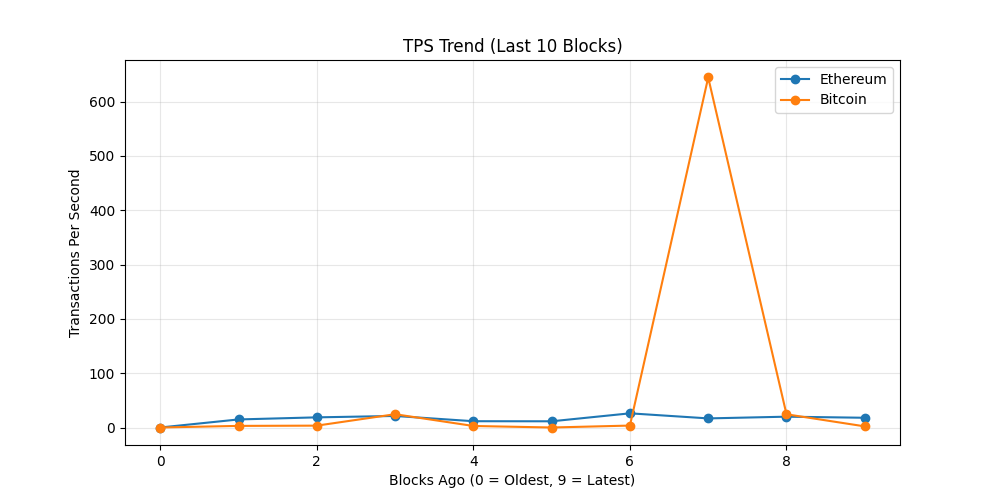 TPS Trend (Last 10 Blocks)
Ethereum
Bitcoin
Transactions Per Second
600
500
400
300
200
100
0
0 2 4 6 8
Blocks Ago (0 = Oldest, 9 = Latest)